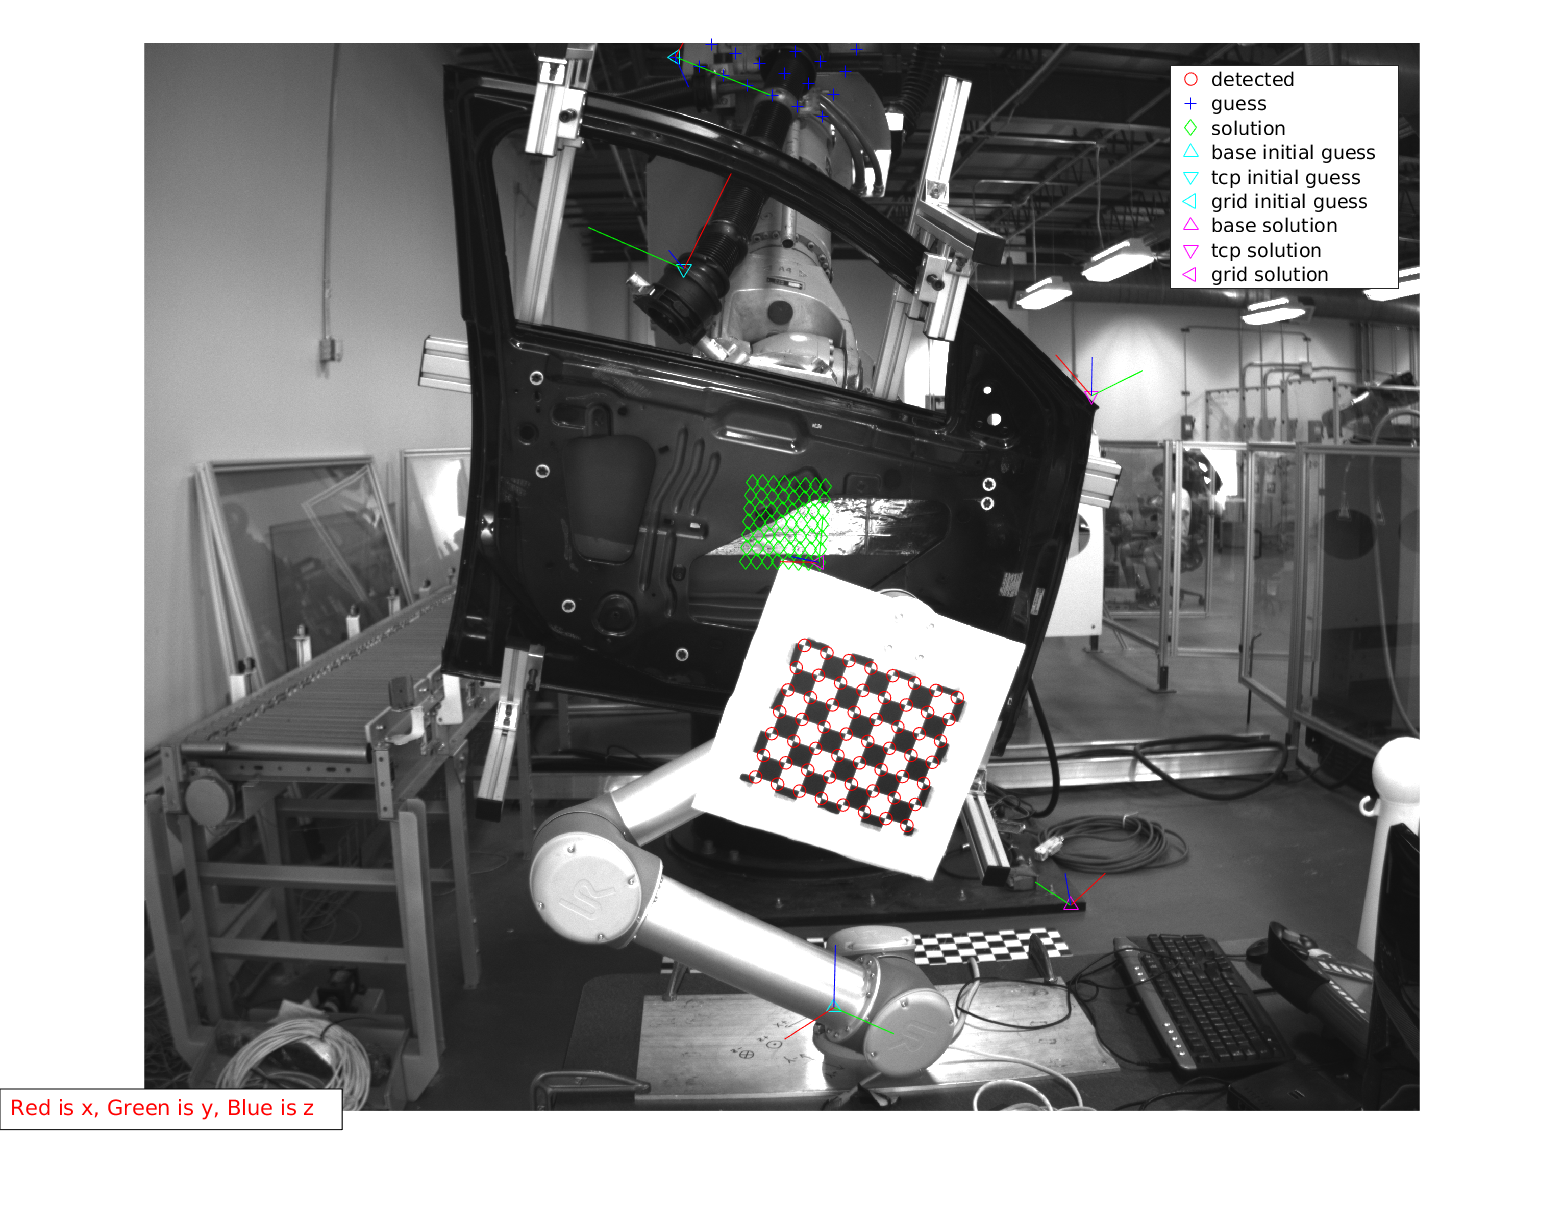 detected
guess
solution
base initial guess
tcp initial guess
grid initial guess
base solution
tcp solution
grid solution
Red is x, Green is y, Blue is z